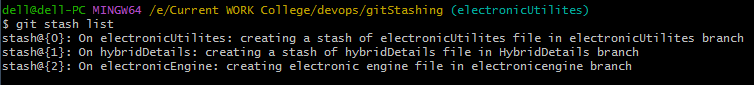 dell@dell-PC MINGW64 /e/Current WORK College/devops/gitStashing (electronicUtilites)
$ git stash list
stash@{0}: On electronicUtilites: creating a stash of electronicUtilites file in electronicUtilites branch
stash@{1}: On hybridDetails: creating a stash of hybridDetails file in HybridDetails branch
stash@{2}: On electronicEngine: creating electronic engine file in electronicengine branch